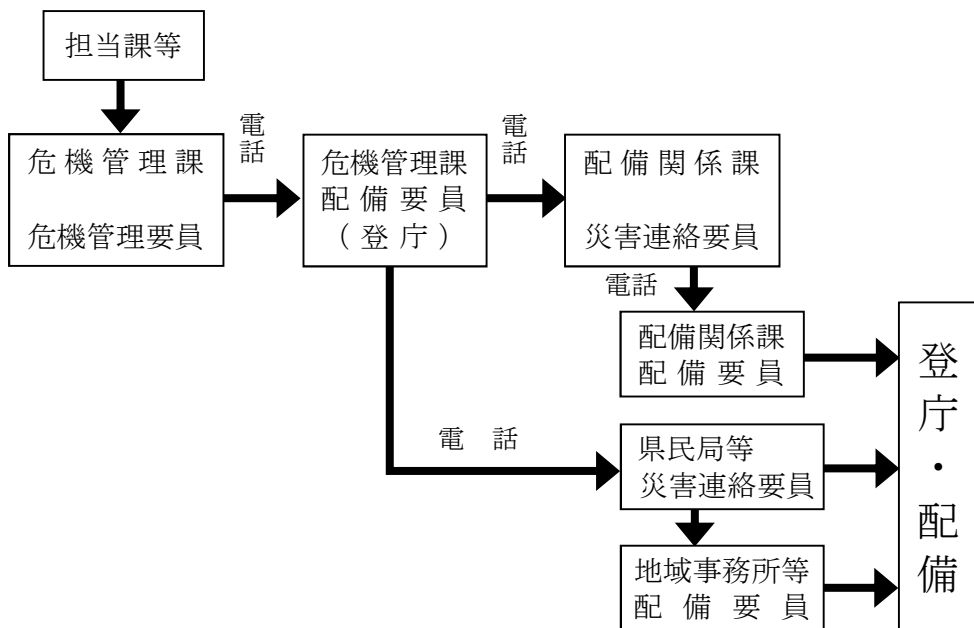 担当課等
電話
電話
危機管理課
危機管理要員
危機管理課
配備要員
（登庁）
配備関係課
災害連絡要員
電話
配備関係課
配備要員
電話
県民局等
災害連絡要員
地域事務所等
配備要員
登庁・配備